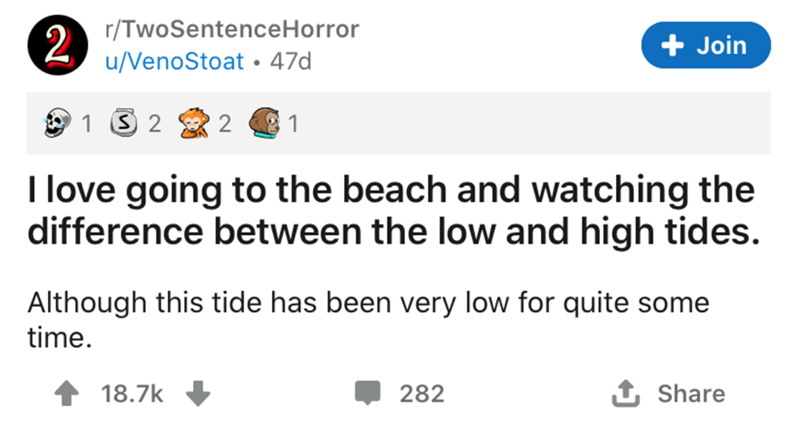 2 r/TwoSentenceHorror
u/VenoStoat • 47d
+ Join
1 S 2 2 1
I love going to the beach and watching the
difference between the low and high tides.
Although this tide has been very low for quite some
time.
18.7k 282 Share